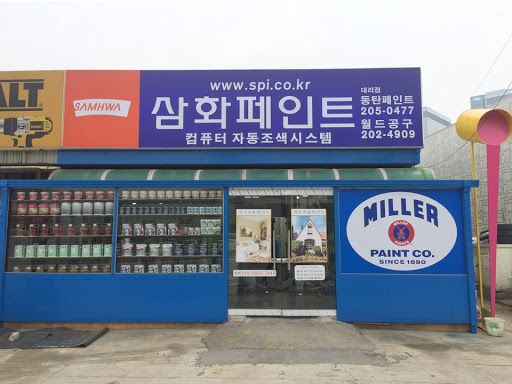 ALT
SAMHWA
www.spi.co.kr
삼화페인트
컴퓨터 자동조색시스템
대리점
동탄페인트
205-0477
월드공구
202-4909
MILLER
MILLER
PAINTS
PAINT CO.
SINCE 1890